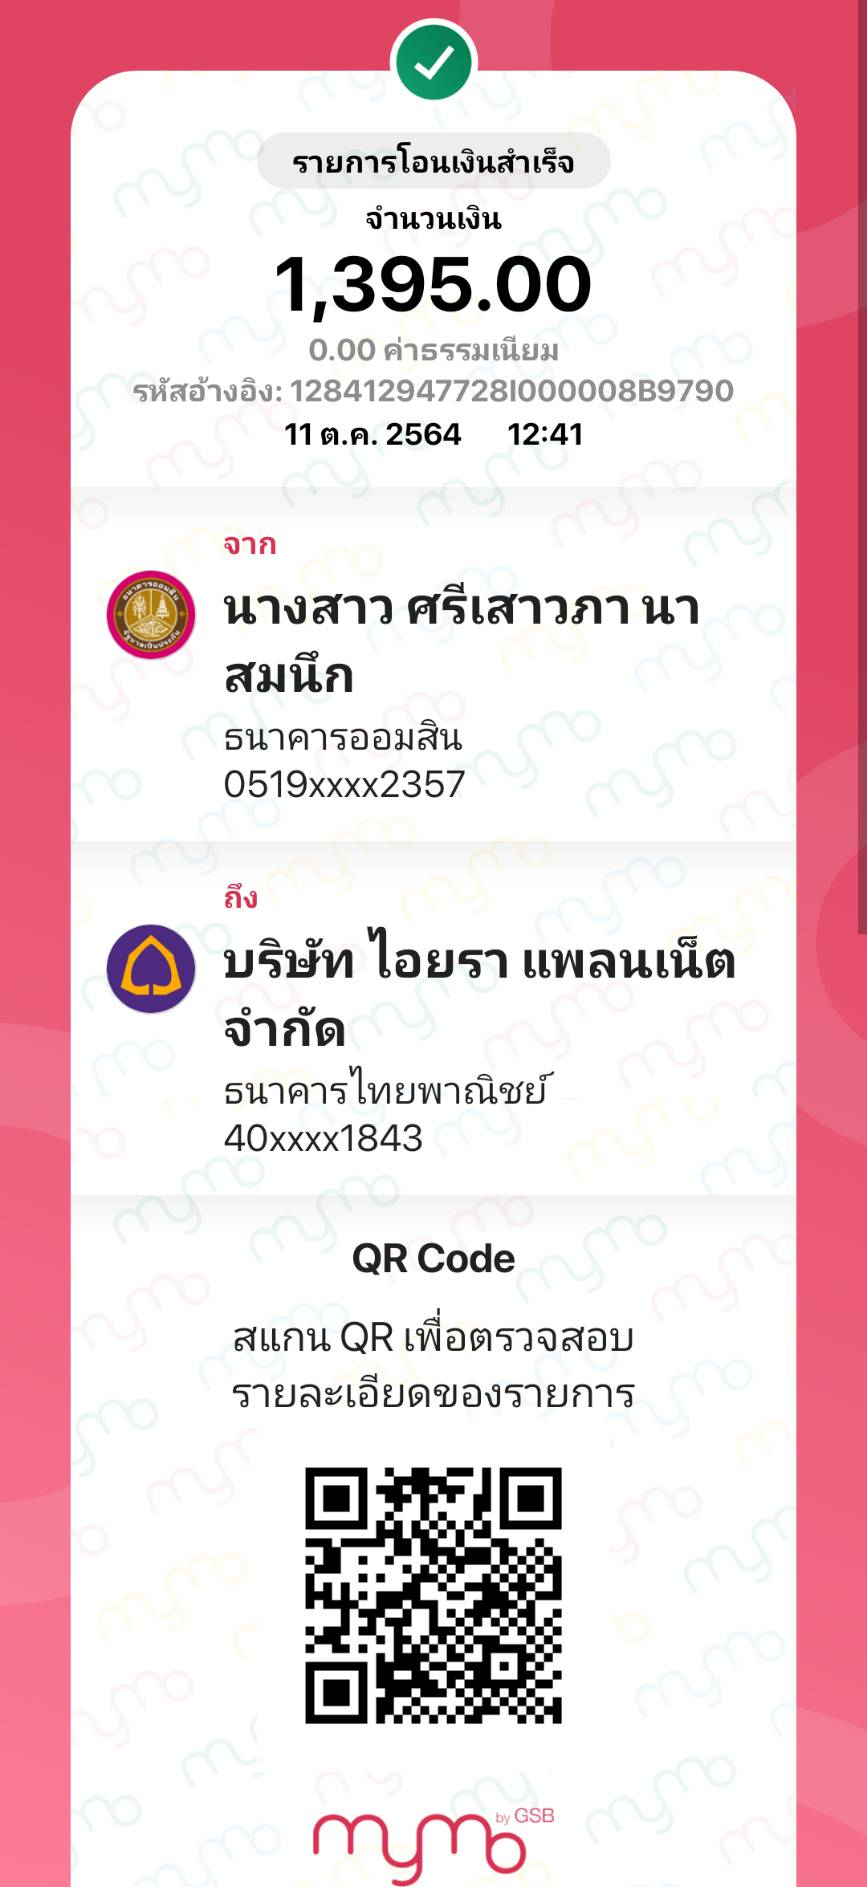 รายการโอนเงินสำเร็จ
จำนวนเงิน
1,395.00
0.00 ค่าธรรมเนียม
รหัสอ้างอิง: 128412947728I000008B9790
11 ต.ค. 2564 12:41
จาก
นางสาว ศรีเสาวภา นา
สมนึก
ธนาคารออมสิน
0519xxxx2357
ถึง
บริษัท ไอยรา แพลนเน็ต
จำกัด
ธนาคารไทยพาณิชย์
40xxxx1843
QR Code
สแกน QR เพื่อตรวจสอบ
รายละเอียดของรายการ
mymo by GSB